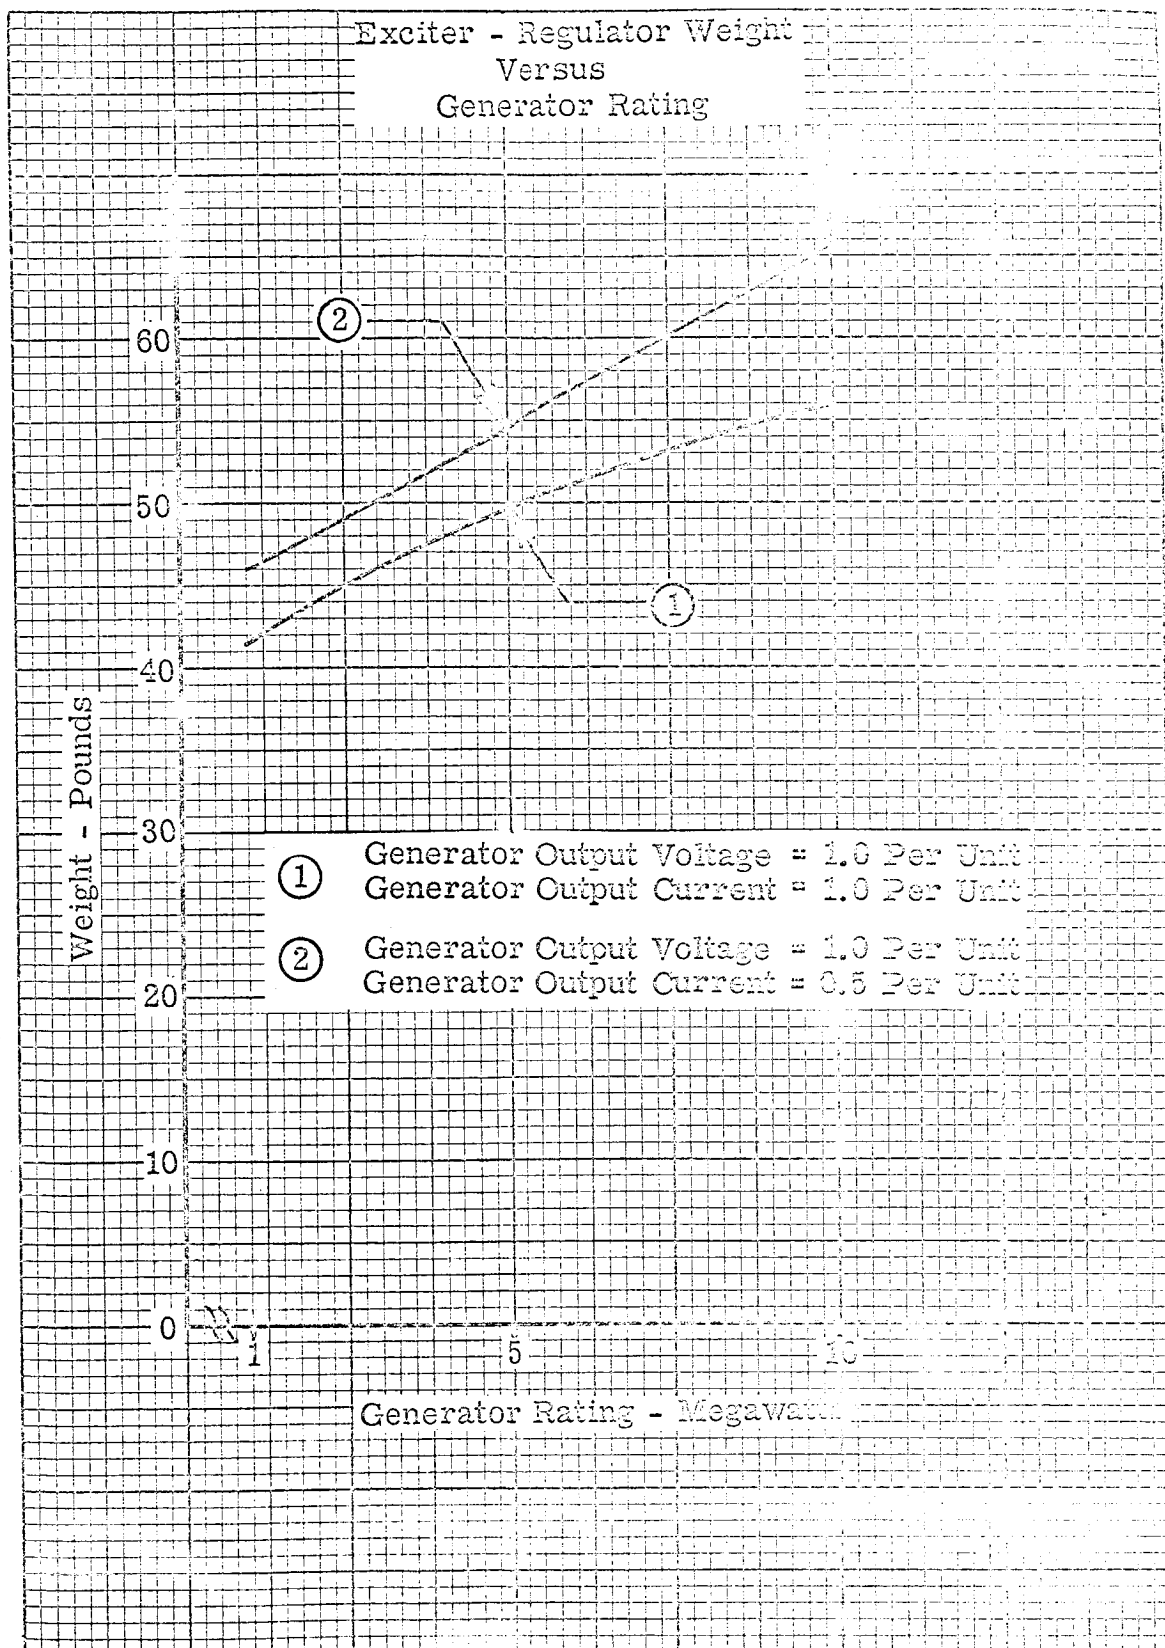 Exciter - Regulator Weight
Versus
Generator Rating
2
60
50
1
40
Weight - Pounds
30
1 Generator Output Voltage = 1.0 Per Unit
Generator Output Current = 1.0 Per Unit
2 Generator Output Voltage = 1.0 Per Unit
Generator Output Current = 0.5 Per Unit
20
10
0
1 5 10
Generator Rating -